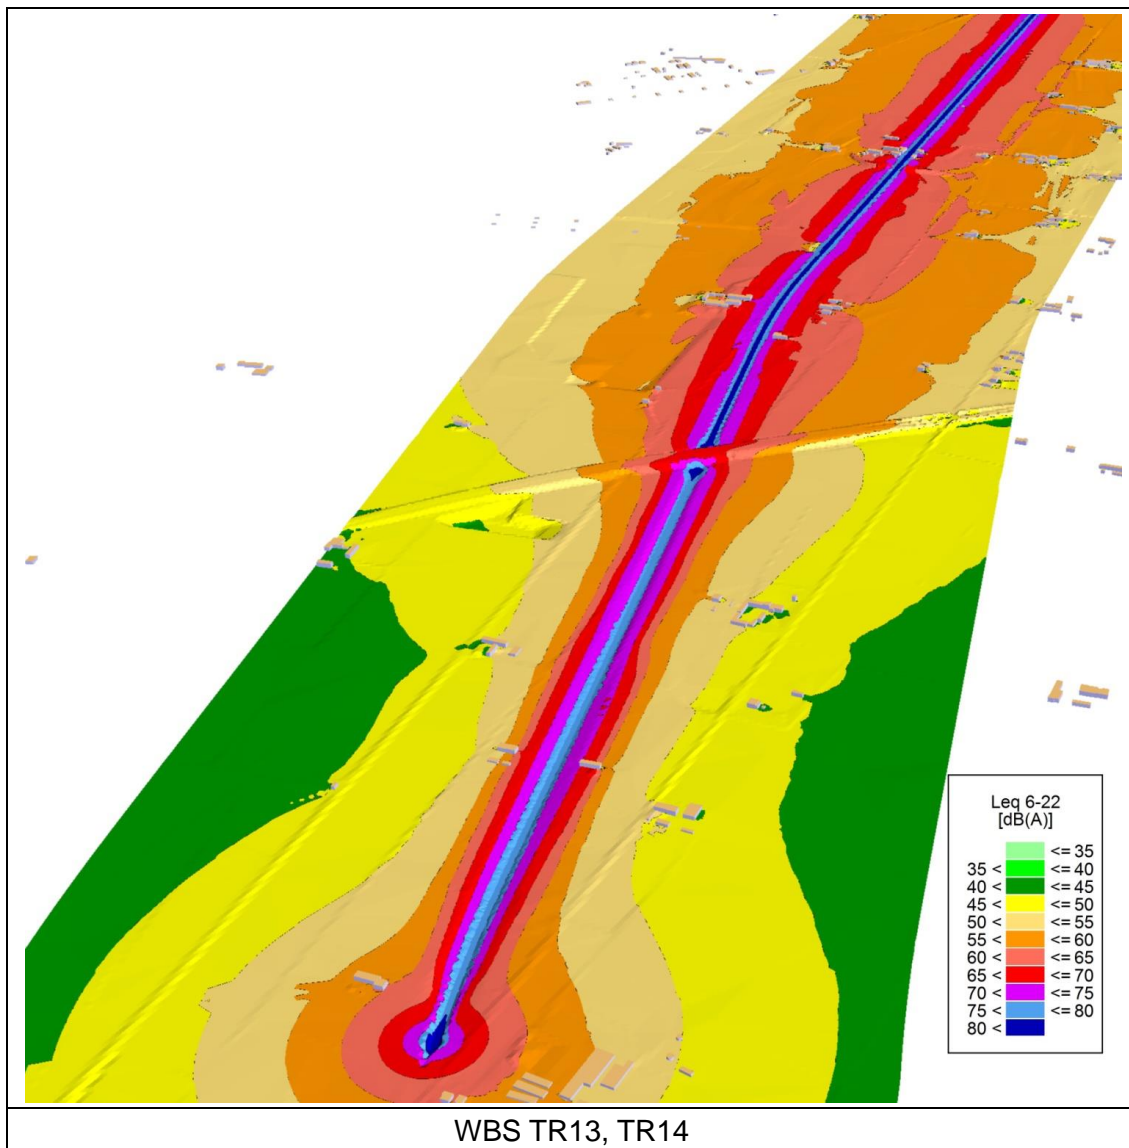 Leq 6-22
[dB(A)]
<= 35
35 < <= 40
40 < <= 45
45 < <= 50
50 < <= 55
55 < <= 60
60 < <= 65
65 < <= 70
70 < <= 75
75 < <= 80
80 <
WBS TR13, TR14